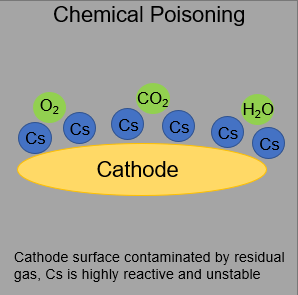 Chemical Poisoning
O₂
CO₂
H₂O
Cs Cs Cs Cs Cs Cs
Cathode
Cathode surface contaminated by residual
gas, Cs is highly reactive and unstable